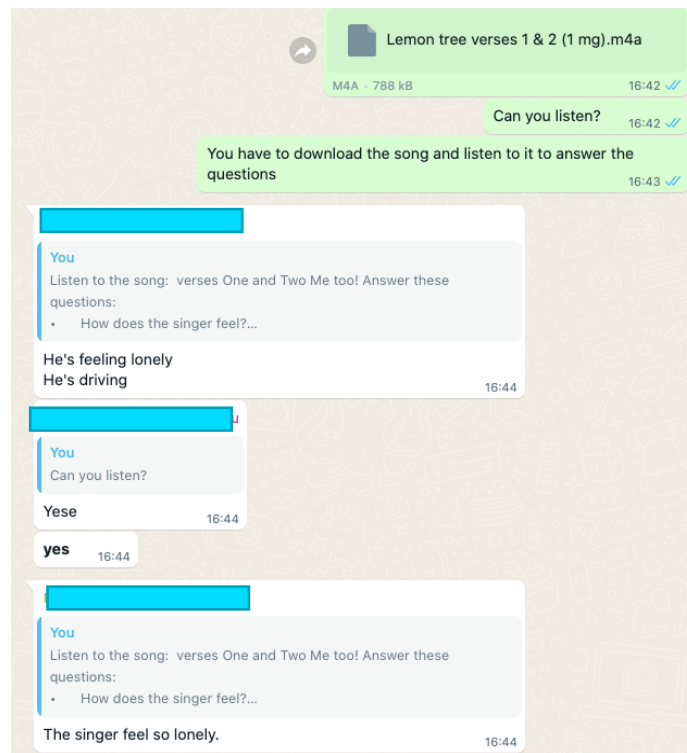 Lemon tree verses 1 & 2 (1 mg).m4a
M4A · 788 kB 16:42
Can you listen? 16:42
You have to download the song and listen to it to answer the
questions
16:43
You
Listen to the song: verses One and Two Me too! Answer these
questions:
• How does the singer feel?...
He's feeling lonely
He's driving
16:44
You
Can you listen?
Yese
16:44
yes 16:44
You
Listen to the song: verses One and Two Me too! Answer these
questions:
• How does the singer feel?...
The singer feel so lonely.
16:44